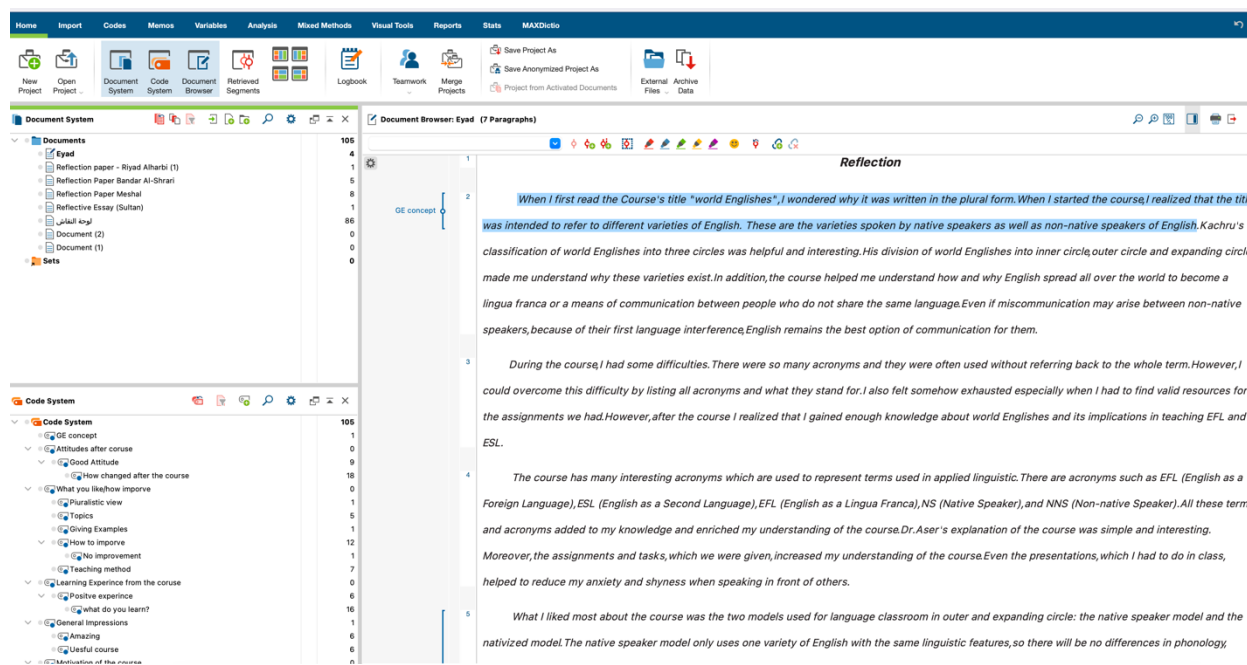 Home Import Codes Memos Variables Analysis Mixed Methods Visual Tools Reports Stats MAXDictio
New Project
Open Project
Document System
Code System
Document Browser
Retrieved Segments
Logbook
Teamwork
Merge Projects
Save Project As
Save Anonymized Project As
Project from Activated Documents
External Files
Archive Data
Document System
Documents 105
Eyad 4
Reflection paper - Riyad Alharbi (1) 1
Reflection Paper Bandar Al-Shrari 5
Reflection Paper Meshal 8
Reflective Essay (Sultan) 1
لوحة النقاش 86
Document (2) 0
Document (1) 0
Sets 0
Code System
Code System 105
GE concept 1
Attitudes after coruse 0
Good Attitude 9
How changed after the course 18
What you like/how imporve 0
Pluralistic view 1
Topics 5
Giving Examples 1
How to imporve 12
No improvement 1
Teaching method 7
Learning Experince from the coruse 0
Positve experince 6
what do you learn? 16
General Impressions 1
Amazing 6
Uesful course 6
Motivation of the course 0
Document Browser: Eyad (7 Paragraphs)
1 Reflection
GE concept
2 When I first read the Course's title "world Englishes",I wondered why it was written in the plural form.When I started the course,I realized that the titl
was intended to refer to different varieties of English. These are the varieties spoken by native speakers as well as non-native speakers of English.Kachru's
classification of world Englishes into three circles was helpful and interesting.His division of world Englishes into inner circle,outer circle and expanding circl
made me understand why these varieties exist.In addition,the course helped me understand how and why English spread all over the world to become a
lingua franca or a means of communication between people who do not share the same language.Even if miscommunication may arise between non-native
speakers,because of their first language interference,English remains the best option of communication for them.
3 During the course,I had some difficulties.There were so many acronyms and they were often used without referring back to the whole term.However,I
could overcome this difficulty by listing all acronyms and what they stand for.I also felt somehow exhausted especially when I had to find valid resources for
the assignments we had.However,after the course I realized that I gained enough knowledge about world Englishes and its implications in teaching EFL and
ESL.
4 The course has many interesting acronyms which are used to represent terms used in applied linguistic.There are acronyms such as EFL (English as a
Foreign Language),ESL (English as a Second Language),EFL (English as a Lingua Franca),NS (Native Speaker),and NNS (Non-native Speaker).All these term
and acronyms added to my knowledge and enriched my understanding of the course.Dr.Aser's explanation of the course was simple and interesting.
Moreover,the assignments and tasks,which we were given,increased my understanding of the course.Even the presentations,which I had to do in class,
helped to reduce my anxiety and shyness when speaking in front of others.
5 What I liked most about the course was the two models used for language classroom in outer and expanding circle: the native speaker model and the
nativized model.The native speaker model only uses one variety of English with the same linguistic features,so there will be no differences in phonology,